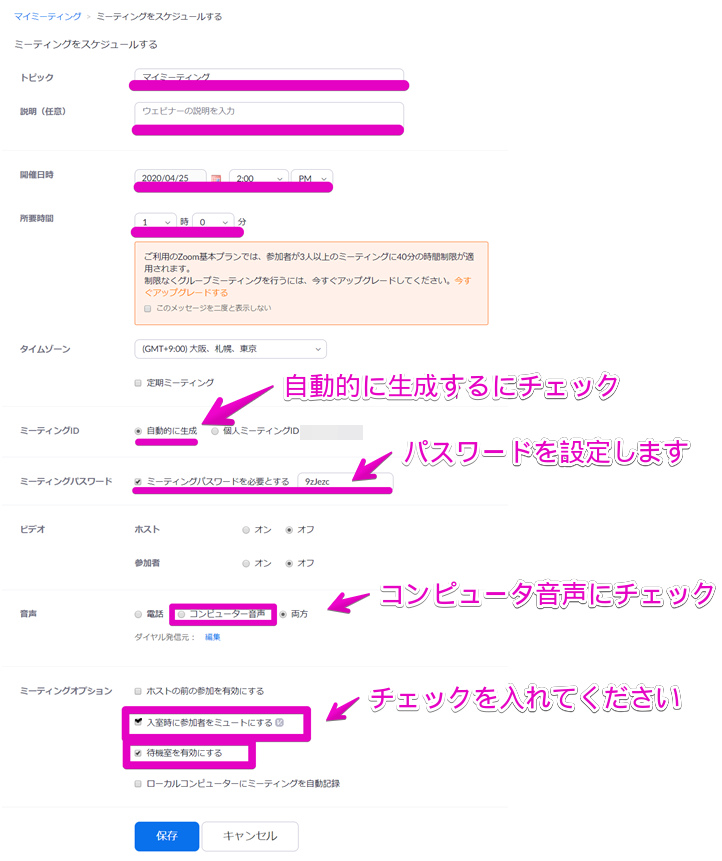 マイミーティング > ミーティングをスケジュールする
ミーティングをスケジュールする
トピック マイミーティング
説明（任意） ウェビナーの説明を入力
開催日時 2020/04/25 2:00 PM
所要時間 1 時 0 分
ご利用のZoom基本プランでは、参加者が3人以上のミーティングに40分の時間制限が適
用されます。
制限なくグループミーティングを行うには、今すぐアップグレードしてください。今す
ぐアップグレードする
このメッセージを二度と表示しない
タイムゾーン (GMT+9:00) 大阪、札幌、東京
定期ミーティング
自動的に生成するにチェック
ミーティングID 自動的に生成 個人ミーティングID
パスワードを設定します
ミーティングパスワード ミーティングパスワードを必要とする 9zJezc
ビデオ ホスト オン オフ
参加者 オン オフ
コンピュータ音声にチェック
音声 電話 コンピューター音声 両方
ダイヤル発信元： 編集
ミーティングオプション ホストの前の参加を有効にする
チェックを入れてください
入室時に参加者をミュートにする
待機室を有効にする
ローカルコンピューターにミーティングを自動記録
保存 キャンセル